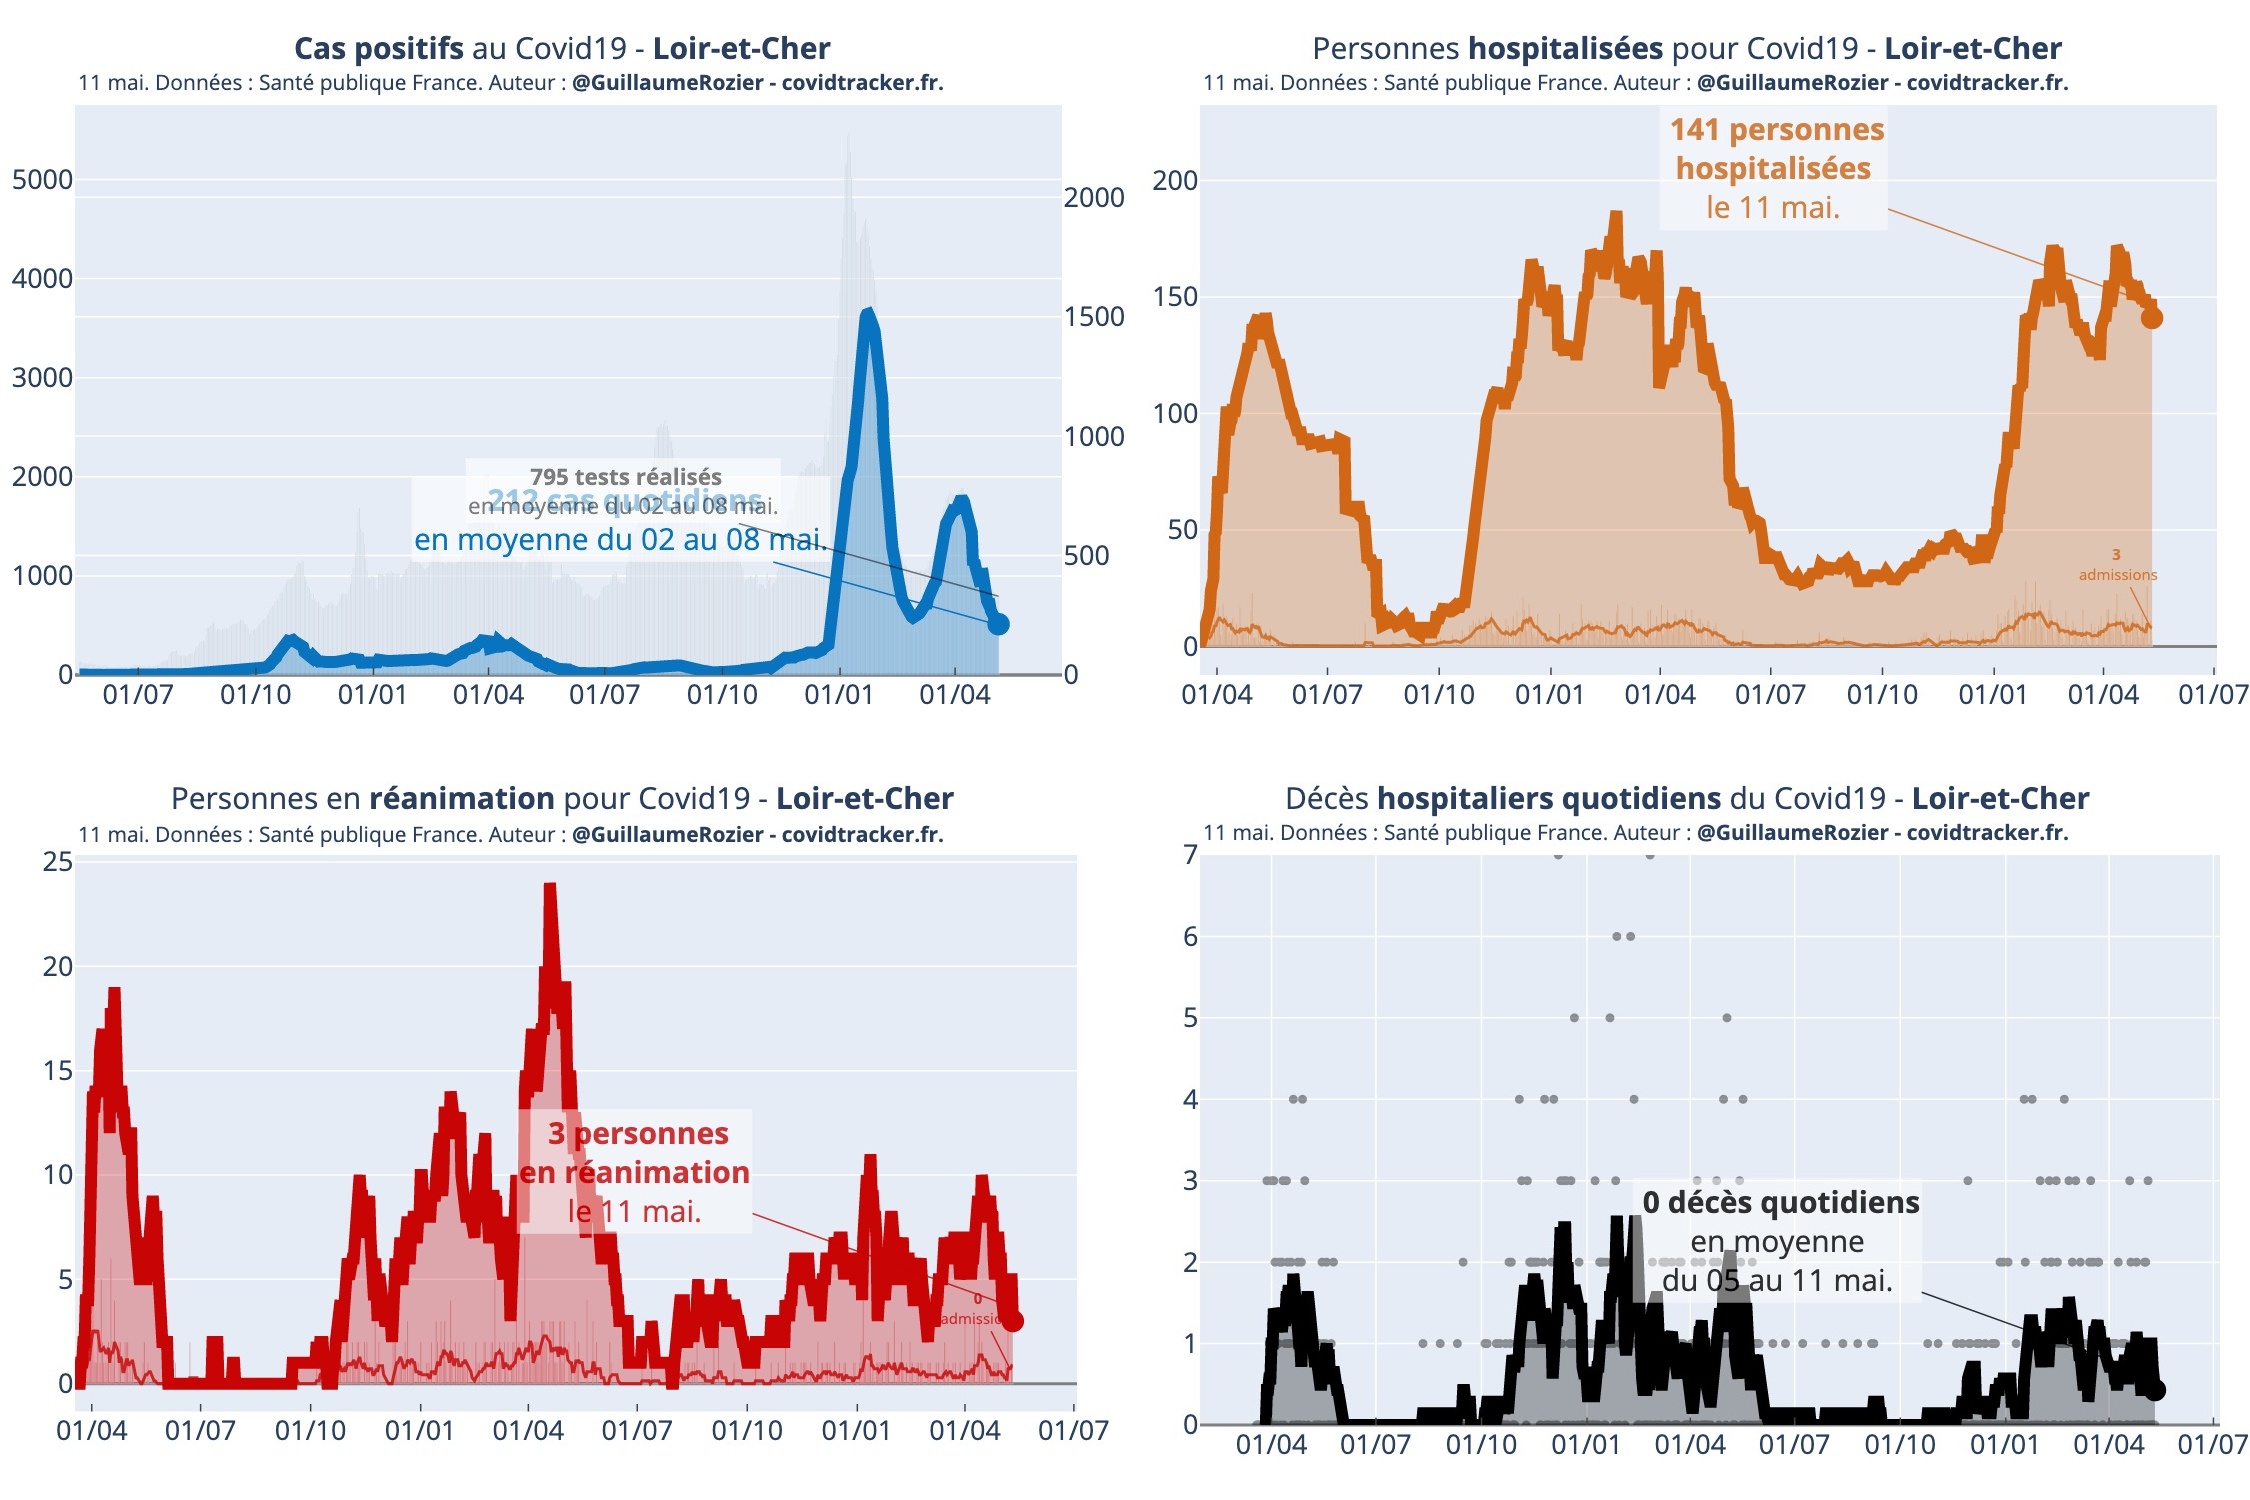 Cas positifs au Covid19 - Loir-et-Cher
11 mai. Données : Santé publique France. Auteur : @GuillaumeRozier - covidtracker.fr.
5000
4000
3000
2000
1000
0
2000
1500
1000
500
0
795 tests réalisés
212 cas quotidiens
en moyenne du 02 au 08 mai.
en moyenne du 02 au 08 mai.
01/07 01/10 01/01 01/04 01/07 01/10 01/01 01/04
Personnes hospitalisées pour Covid19 - Loir-et-Cher
11 mai. Données : Santé publique France. Auteur : @GuillaumeRozier - covidtracker.fr.
141 personnes
hospitalisées
le 11 mai.
200
150
100
50
0
3
admissions
01/04 01/07 01/10 01/01 01/04 01/07 01/10 01/01 01/04 01/07
Personnes en réanimation pour Covid19 - Loir-et-Cher
11 mai. Données : Santé publique France. Auteur : @GuillaumeRozier - covidtracker.fr.
25
20
15
10
5
0
3 personnes
en réanimation
le 11 mai.
0
admissio
01/04 01/07 01/10 01/01 01/04 01/07 01/10 01/01 01/04 01/07
Décès hospitaliers quotidiens du Covid19 - Loir-et-Cher
11 mai. Données : Santé publique France. Auteur : @GuillaumeRozier - covidtracker.fr.
7
6
5
4
3
2
1
0
0 décès quotidiens
en moyenne
du 05 au 11 mai.
01/04 01/07 01/10 01/01 01/04 01/07 01/10 01/01 01/04 01/07